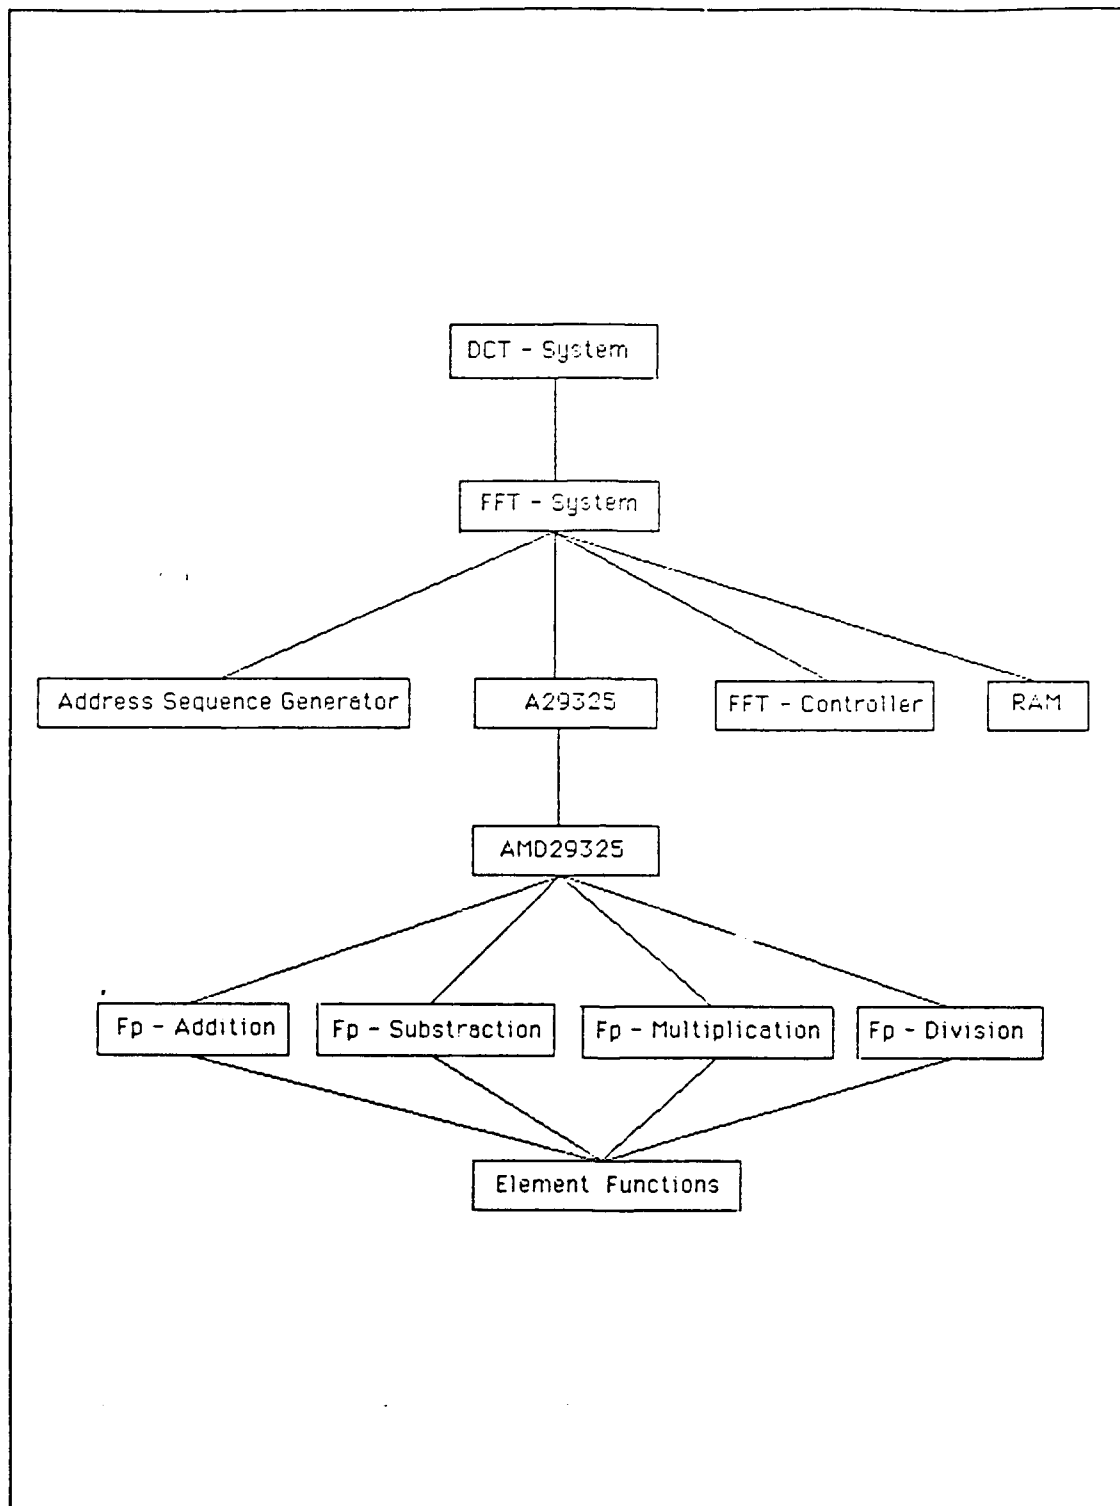 DCT - System
FFT - System
Address Sequence Generator
A29325
FFT - Controller
RAM
AMD29325
Fp - Addition
Fp - Substraction
Fp - Multiplication
Fp - Division
Element Functions